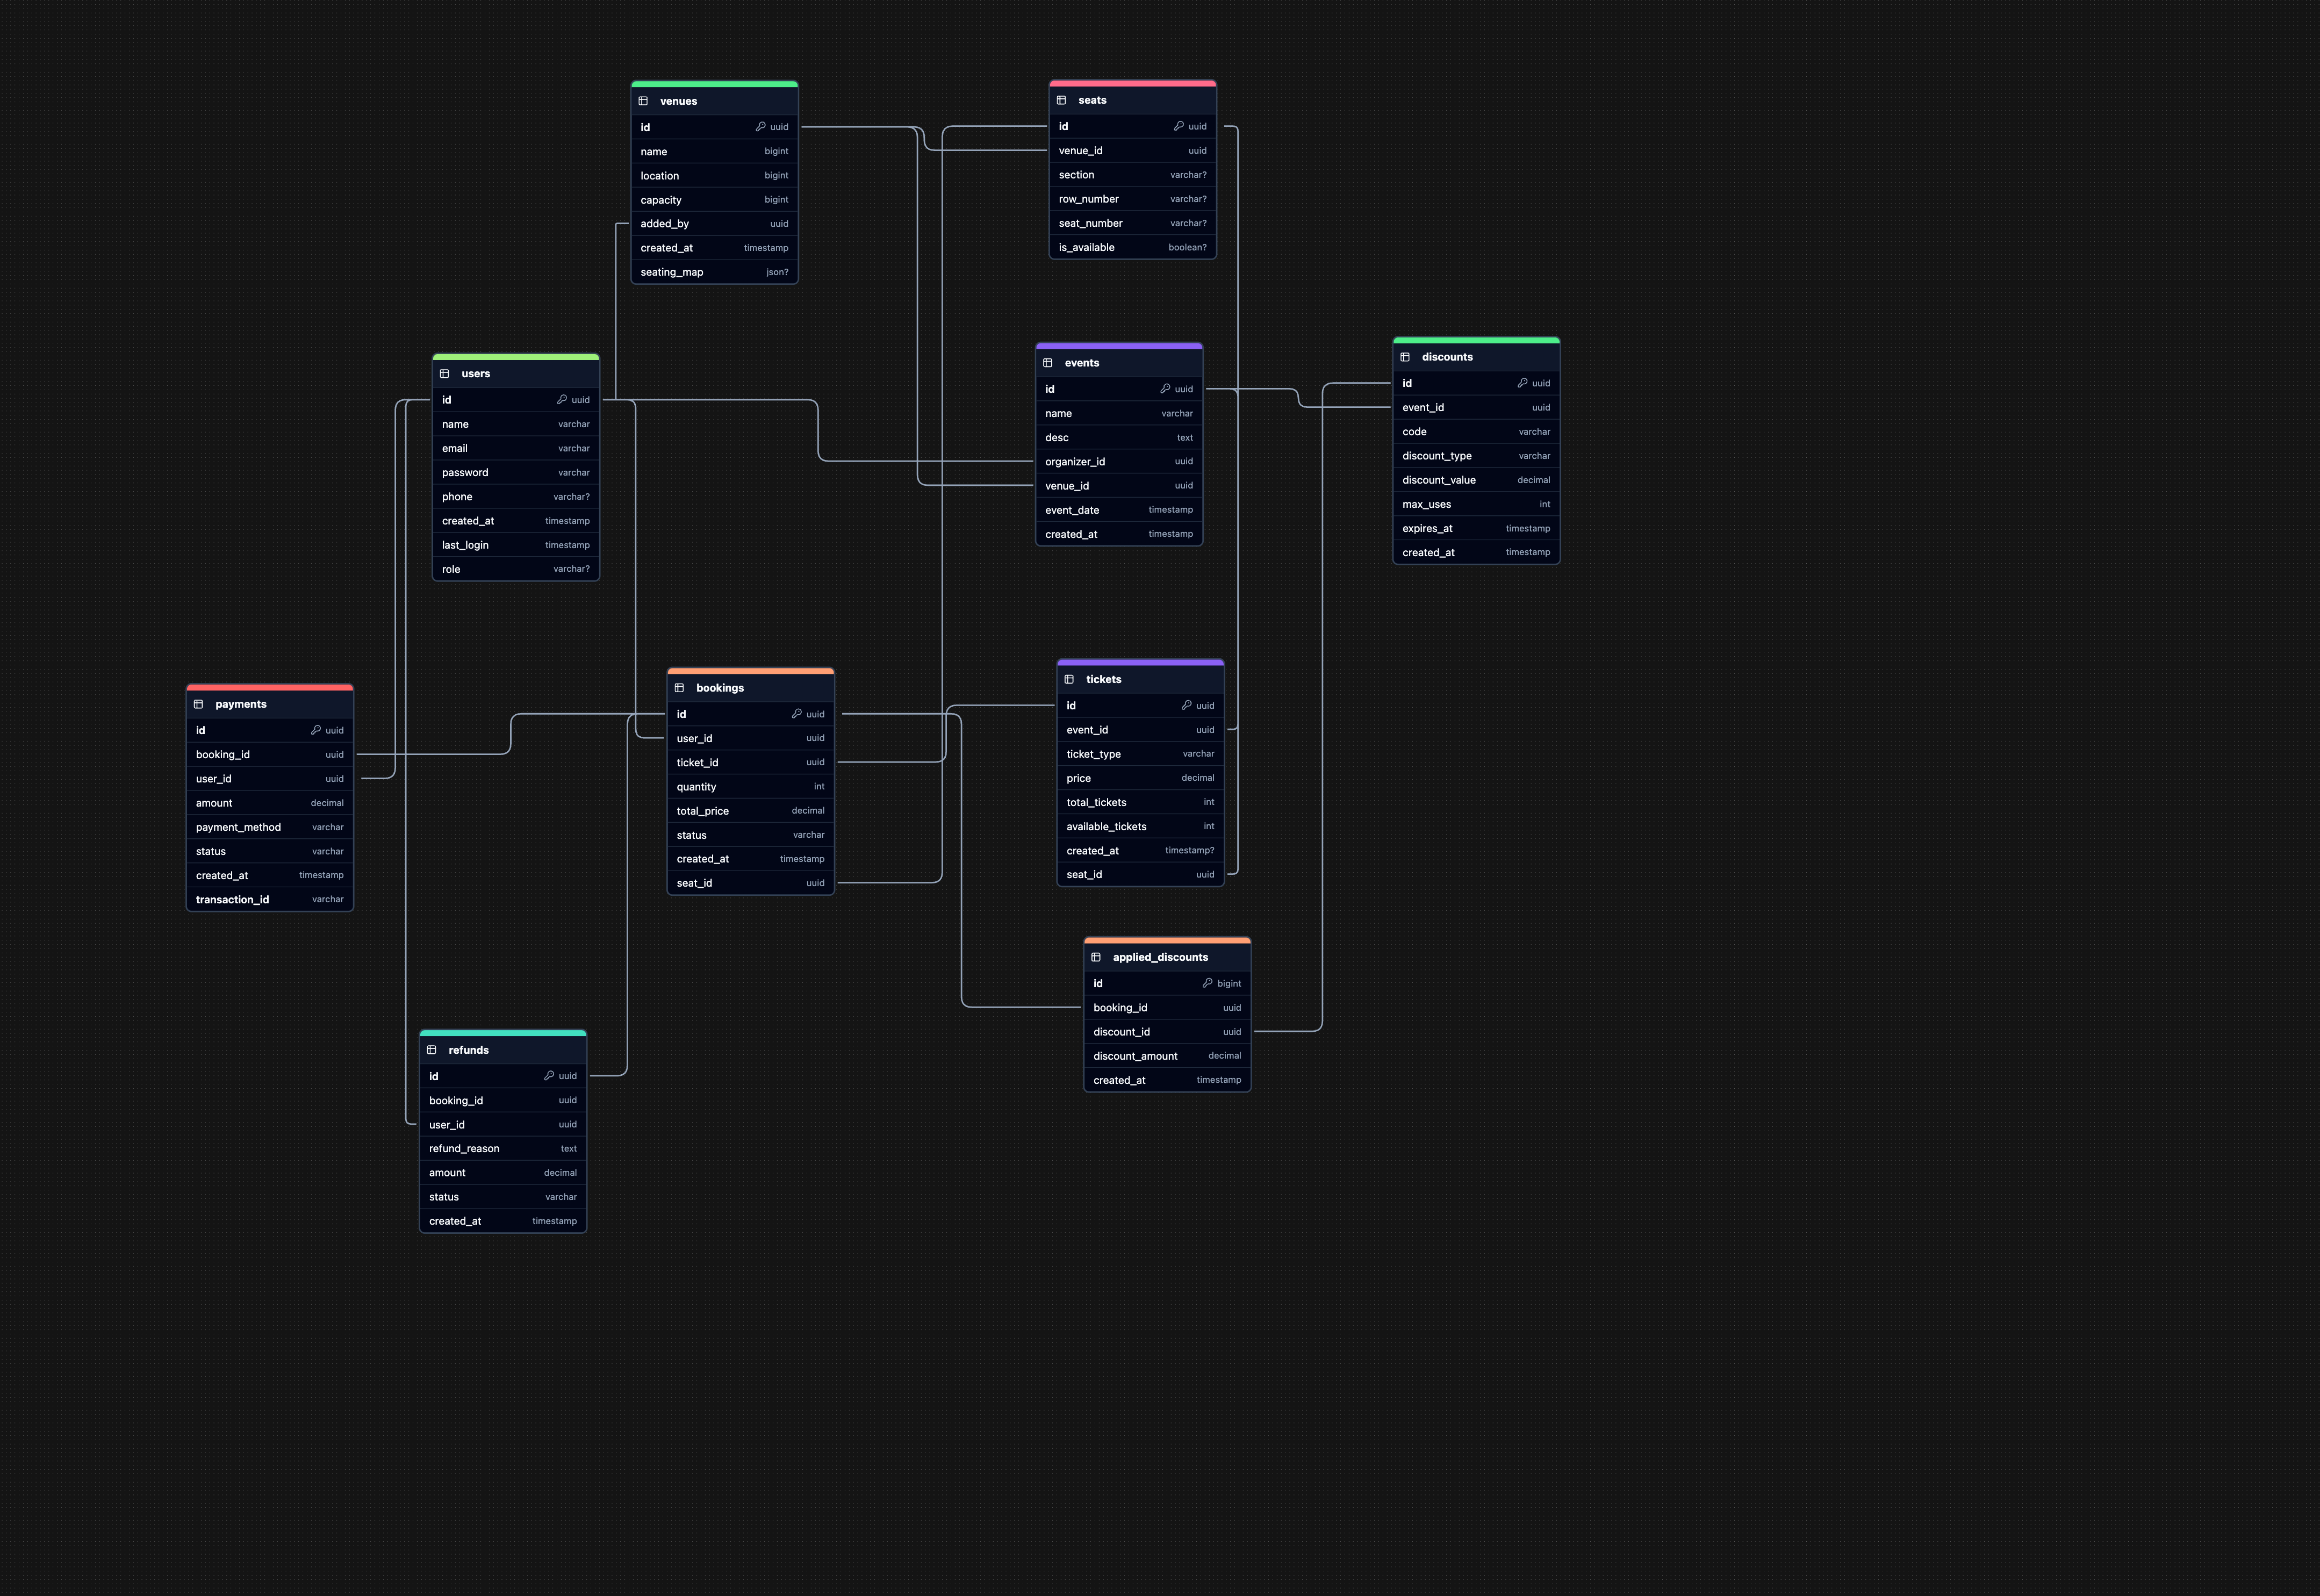 venues
id uuid
name bigint
location bigint
capacity bigint
added_by uuid
created_at timestamp
seating_map json?
seats
id uuid
venue_id uuid
section varchar?
row_number varchar?
seat_number varchar?
is_available boolean?
users
id uuid
name varchar
email varchar
password varchar
phone varchar?
created_at timestamp
last_login timestamp
role varchar?
events
id uuid
name varchar
desc text
organizer_id uuid
venue_id uuid
event_date timestamp
created_at timestamp
discounts
id uuid
event_id uuid
code varchar
discount_type varchar
discount_value decimal
max_uses int
expires_at timestamp
created_at timestamp
payments
id uuid
booking_id uuid
user_id uuid
amount decimal
payment_method varchar
status varchar
created_at timestamp
transaction_id varchar
bookings
id uuid
user_id uuid
ticket_id uuid
quantity int
total_price decimal
status varchar
created_at timestamp
seat_id uuid
tickets
id uuid
event_id uuid
ticket_type varchar
price decimal
total_tickets int
available_tickets int
created_at timestamp?
seat_id uuid
applied_discounts
id bigint
booking_id uuid
discount_id uuid
discount_amount decimal
created_at timestamp
refunds
id uuid
booking_id uuid
user_id uuid
refund_reason text
amount decimal
status varchar
created_at timestamp